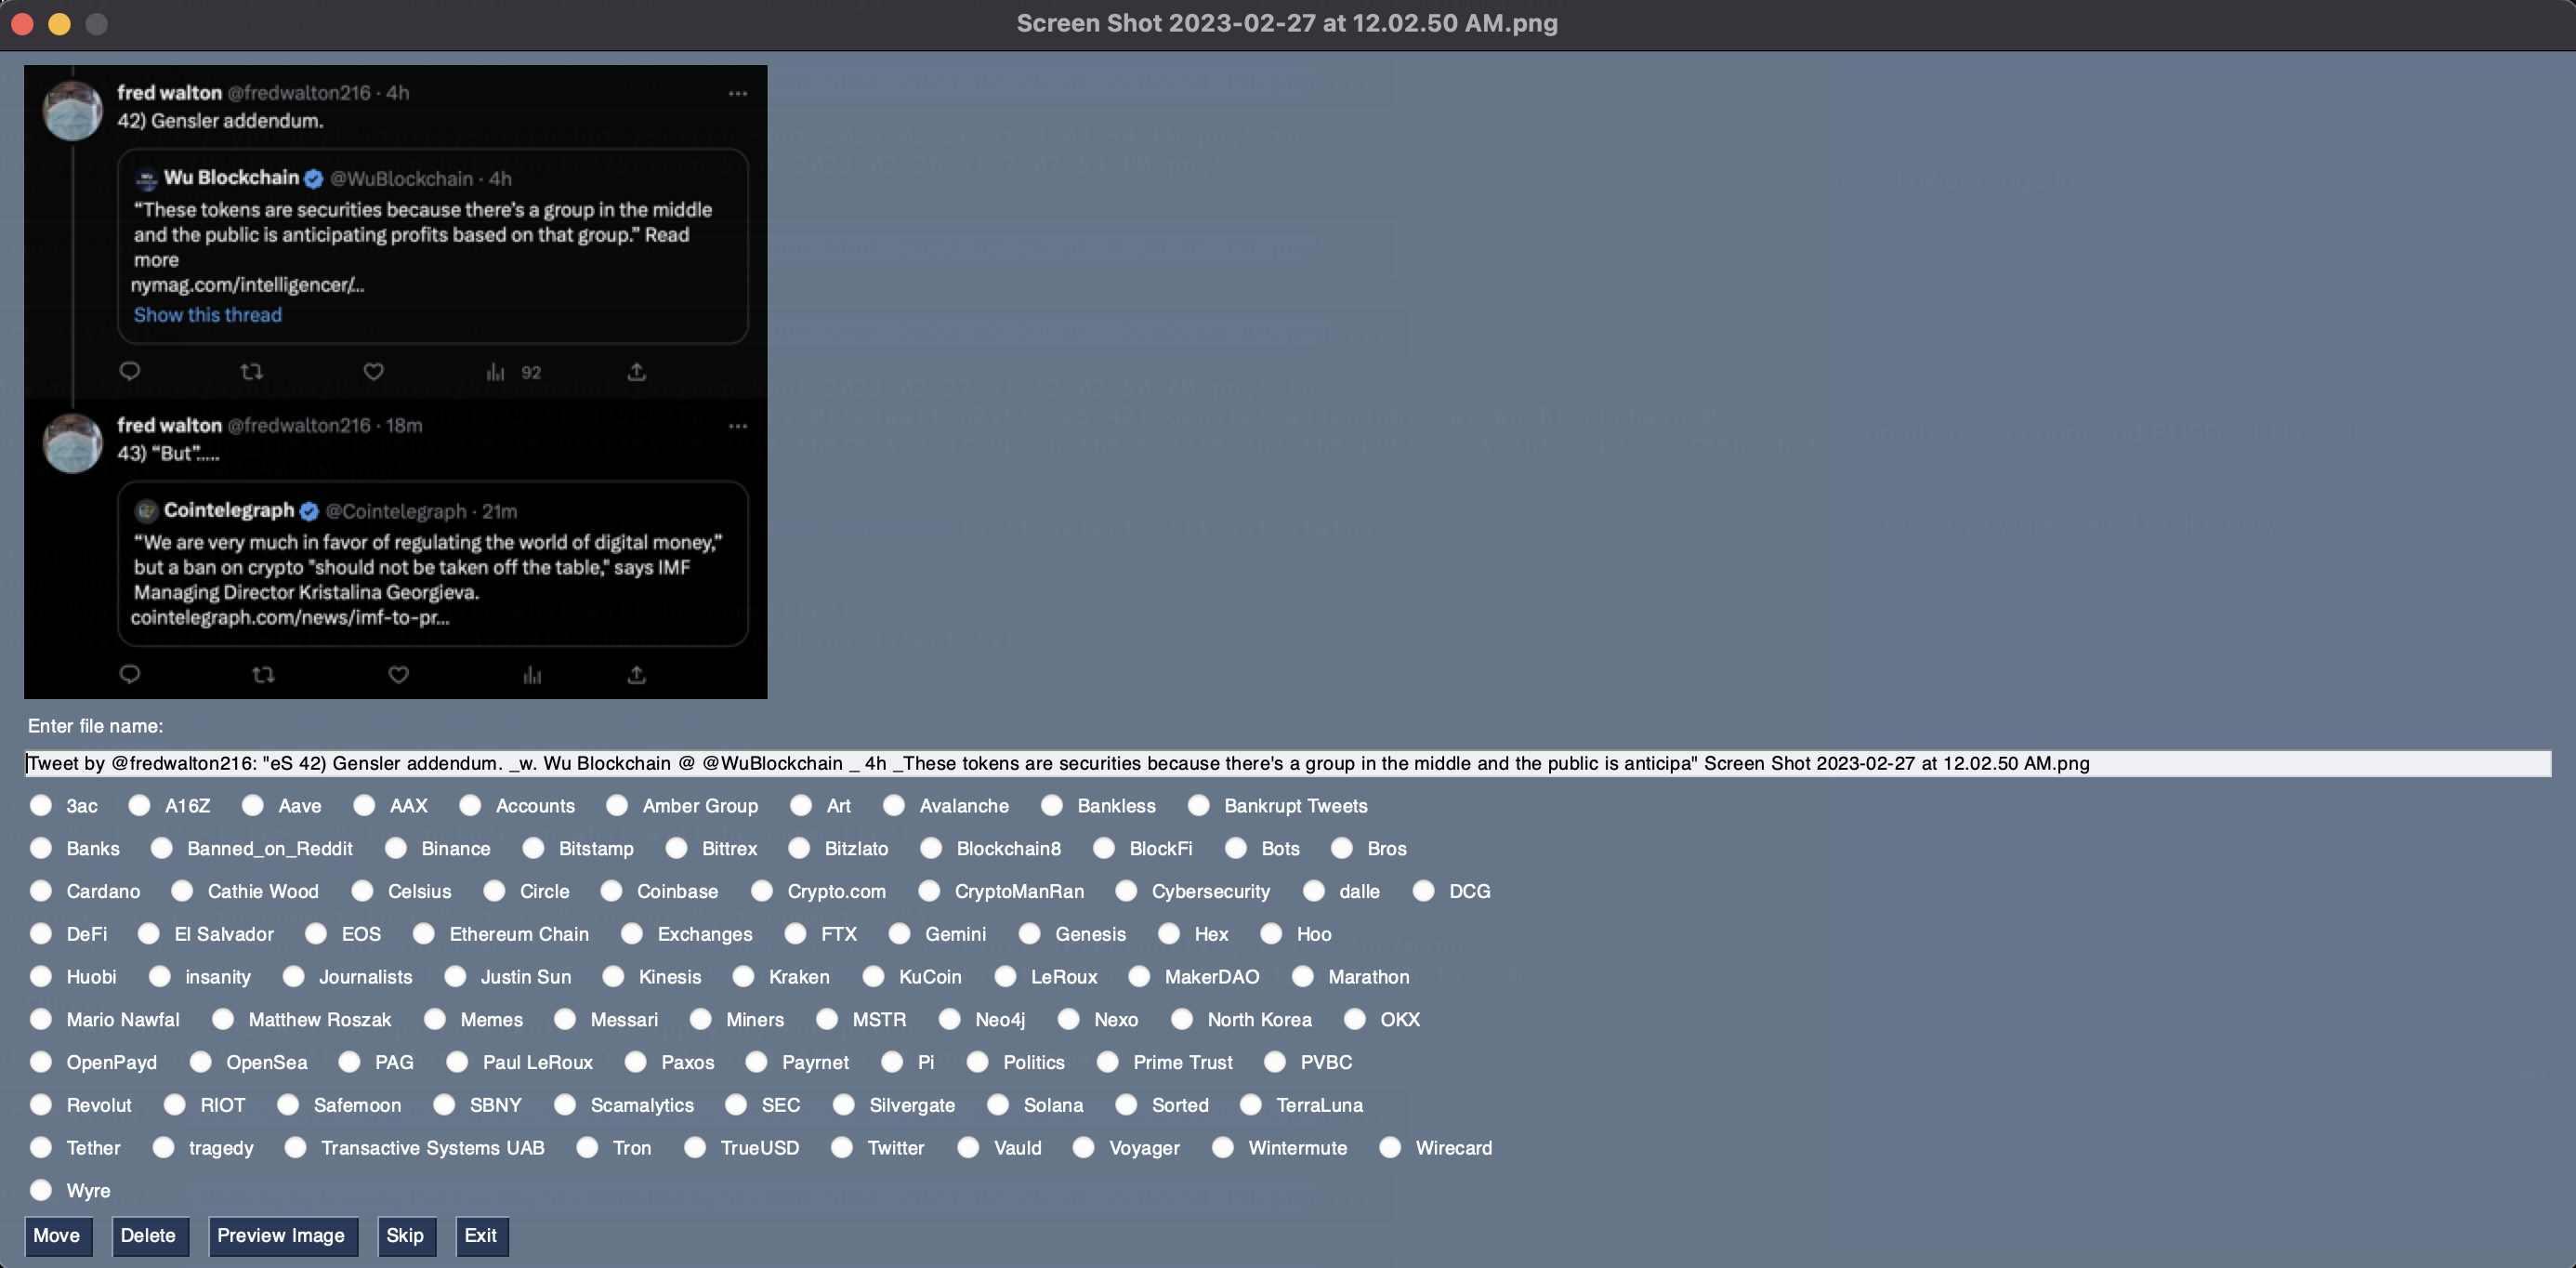 Screen Shot 2023-02-27 at 12.02.50 AM.png
fred walton @fredwalton216 · 4h
42) Gensler addendum.
Wu Blockchain @WuBlockchain · 4h
“These tokens are securities because there's a group in the middle
and the public is anticipating profits based on that group.” Read
more
nymag.com/intelligencer/...
Show this thread
92
fred walton @fredwalton216 · 18m
43) “But”.....
Cointelegraph @Cointelegraph · 21m
“We are very much in favor of regulating the world of digital money,”
but a ban on crypto "should not be taken off the table," says IMF
Managing Director Kristalina Georgieva.
cointelegraph.com/news/imf-to-pr...
Enter file name:
Tweet by @fredwalton216: "eS 42) Gensler addendum. _w. Wu Blockchain @ @WuBlockchain _ 4h _These tokens are securities because there's a group in the middle and the public is anticipa" Screen Shot 2023-02-27 at 12.02.50 AM.png
3ac A16Z Aave AAX Accounts Amber Group Art Avalanche Bankless Bankrupt Tweets
Banks Banned_on_Reddit Binance Bitstamp Bittrex Bitzlato Blockchain8 BlockFi Bots Bros
Cardano Cathie Wood Celsius Circle Coinbase Crypto.com CryptoManRan Cybersecurity dalle DCG
DeFi El Salvador EOS Ethereum Chain Exchanges FTX Gemini Genesis Hex Hoo
Huobi insanity Journalists Justin Sun Kinesis Kraken KuCoin LeRoux MakerDAO Marathon
Mario Nawfal Matthew Roszak Memes Messari Miners MSTR Neo4j Nexo North Korea OKX
OpenPayd OpenSea PAG Paul LeRoux Paxos Payrnet Pi Politics Prime Trust PVBC
Revolut RIOT Safemoon SBNY Scamalytics SEC Silvergate Solana Sorted TerraLuna
Tether tragedy Transactive Systems UAB Tron TrueUSD Twitter Vauld Voyager Wintermute Wirecard
Wyre
Move Delete Preview Image Skip Exit